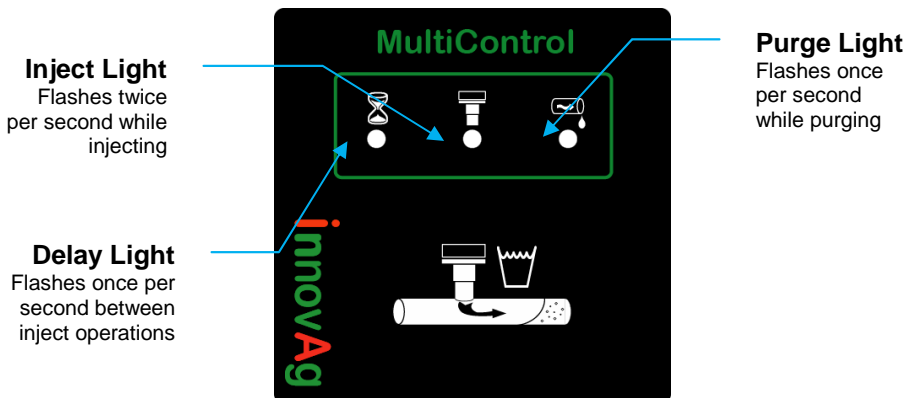 MultiControl
Inject Light
Flashes twice
per second while
injecting
Purge Light
Flashes once
per second
while purging
Delay Light
Flashes once per
second between
inject operations
innovAg